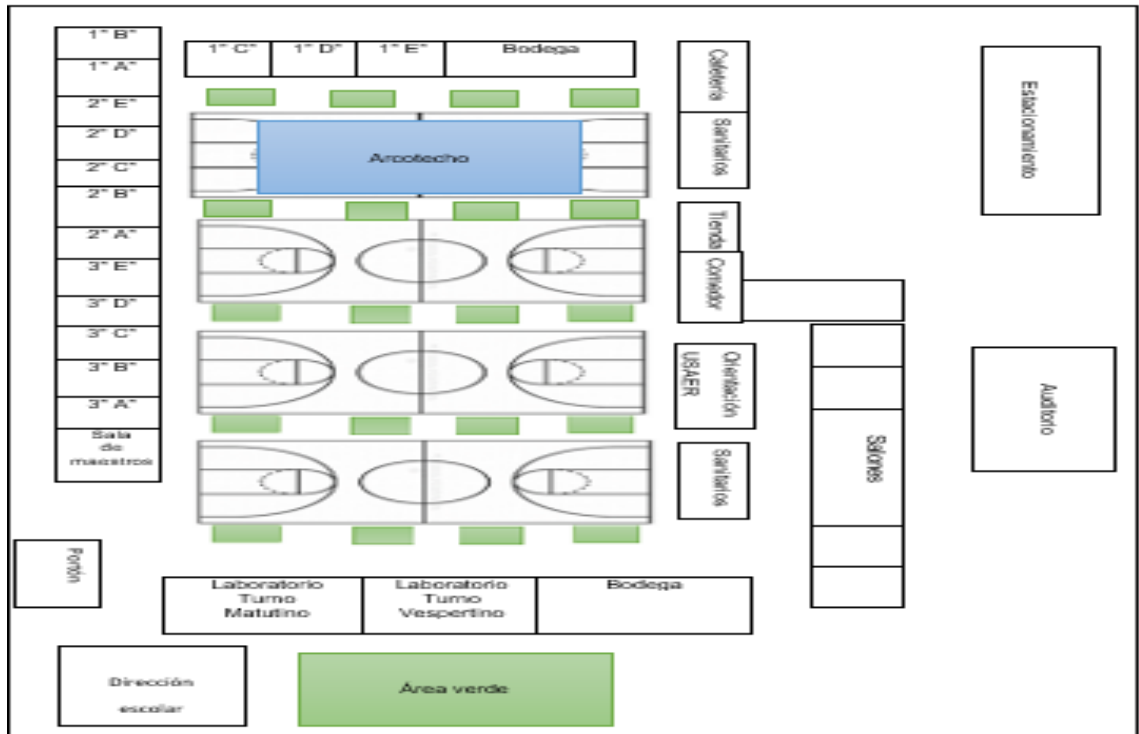 1° B"
1° A"
2° E"
2° D"
2° C"
2° B"
2° A"
3° E"
3° D"
3° C"
3° B"
3° A"
Sala
de
maestros
1° C"
1° D"
1° E"
Bodega
Arcotecho
Cafetería
Sanitarios
Tienda
Comedor
Orientación
USAER
Sanitarios
Salones
Estacionamiento
Auditorio
Portón
Laboratorio
Turno
Matutino
Laboratorio
Turno
Vespertino
Bodega
Dirección
escolar
Área verde